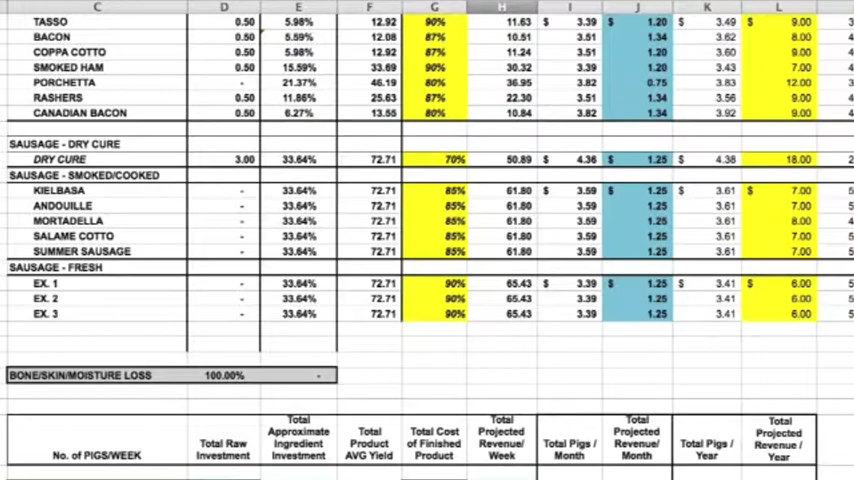 C D E F G H I J K L
TASSO 0.50 5.98% 12.92 90% 11.63 $ 3.39 $ 1.20 $ 3.49 $ 9.00 3
BACON 0.50 5.59% 12.08 87% 10.51 3.51 1.34 3.62 8.00 4
COPPA COTTO 0.50 5.98% 12.92 87% 11.24 3.51 1.34 3.60 9.00 4
SMOKED HAM 0.50 15.59% 33.69 90% 30.32 3.39 1.20 3.43 7.00 4
PORCHETTA - 21.37% 46.19 80% 36.95 3.82 0.75 3.83 12.00 3
RASHERS 0.50 11.86% 25.63 87% 22.30 3.51 1.34 3.56 9.00 4
CANADIAN BACON 0.50 6.27% 13.55 80% 10.84 3.82 1.34 3.92 9.00 4
SAUSAGE - DRY CURE
DRY CURE 3.00 33.64% 72.71 70% 50.89 $ 4.36 $ 1.25 $ 4.38 18.00 2
SAUSAGE - SMOKED/COOKED
KIELBASA - 33.64% 72.71 85% 61.80 $ 3.59 $ 1.25 $ 3.61 $ 7.00 5
ANDOUILLE - 33.64% 72.71 85% 61.80 3.59 1.25 3.61 7.00 5
MORTADELLA - 33.64% 72.71 85% 61.80 3.59 1.25 3.61 8.00 4
SALAME COTTO - 33.64% 72.71 85% 61.80 3.59 1.25 3.61 7.00 5
SUMMER SAUSAGE - 33.64% 72.71 85% 61.80 3.59 1.25 3.61 7.00 5
SAUSAGE - FRESH
EX. 1 - 33.64% 72.71 90% 65.43 $ 3.39 $ 1.25 $ 3.41 $ 6.00 5
EX. 2 - 33.64% 72.71 90% 65.43 3.39 1.25 3.41 6.00 5
EX. 3 - 33.64% 72.71 90% 65.43 3.39 1.25 3.41 6.00 5
BONE/SKIN/MOISTURE LOSS 100.00% -
No. of PIGS/WEEK
Total Raw
Investment
Total
Approximate
Ingredient
Investment
Total
Product
AVG Yield
Total Cost
of Finished
Product
Total
Projected
Revenue/
Week
Total Pigs /
Month
Total
Projected
Revenue/
Month
Total Pigs /
Year
Total
Projected
Revenue /
Year